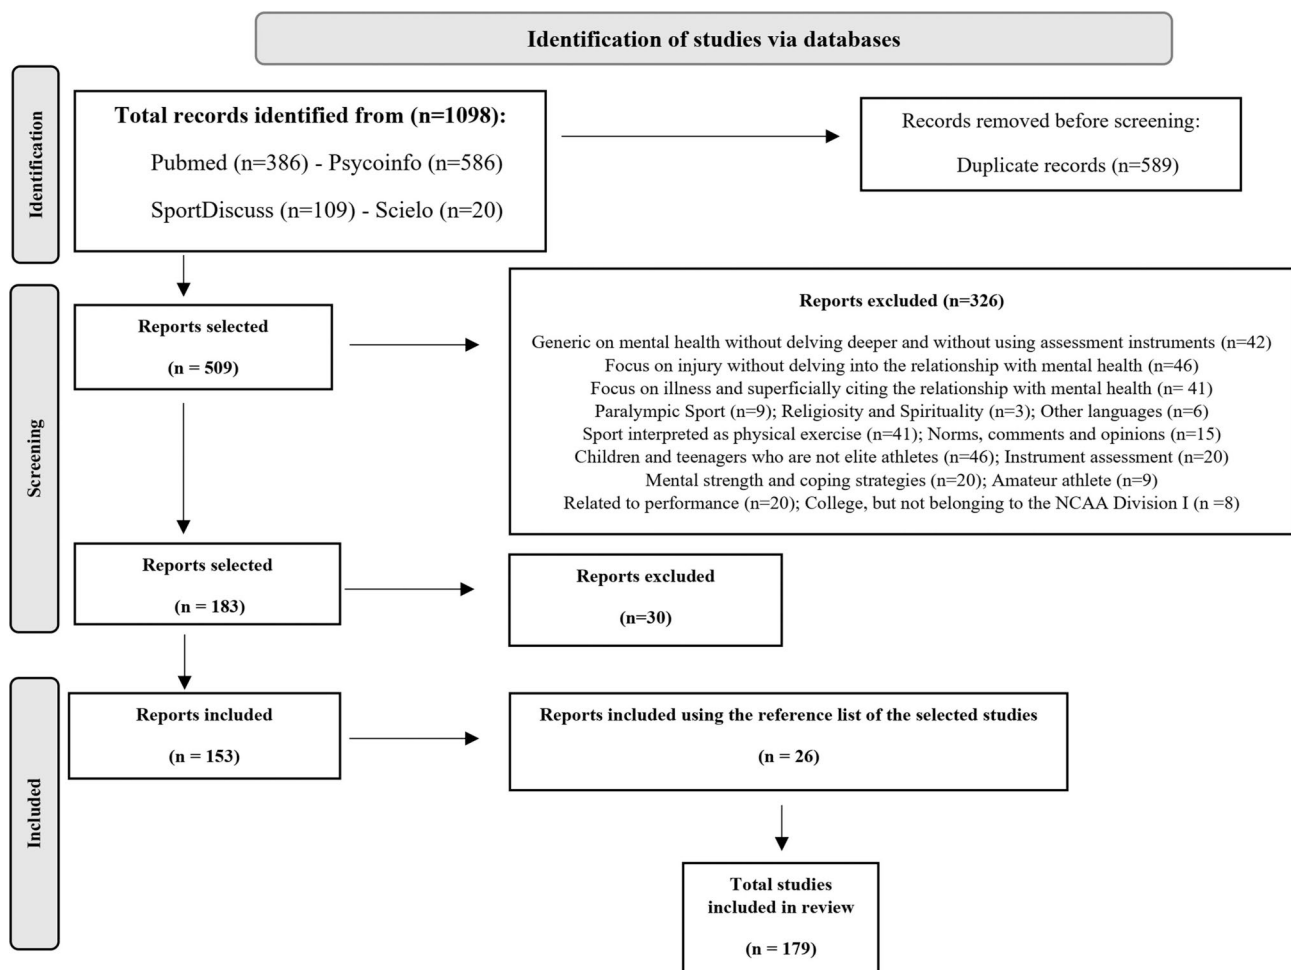 Identification of studies via databases
Identification
Total records identified from (n=1098):
Pubmed (n=386) - Psycoinfo (n=586)
SportDiscuss (n=109) - Scielo (n=20)
Records removed before screening:
Duplicate records (n=589)
Screening
Reports selected
(n = 509)
Reports excluded (n=326)
Generic on mental health without delving deeper and without using assessment instruments (n=42)
Focus on injury without delving into the relationship with mental health (n=46)
Focus on illness and superficially citing the relationship with mental health (n= 41)
Paralympic Sport (n=9); Religiosity and Spirituality (n=3); Other languages (n=6)
Sport interpreted as physical exercise (n=41); Norms, comments and opinions (n=15)
Children and teenagers who are not elite athletes (n=46); Instrument assessment (n=20)
Mental strength and coping strategies (n=20); Amateur athlete (n=9)
Related to performance (n=20); College, but not belonging to the NCAA Division I (n =8)
Reports selected
(n = 183)
Reports excluded
(n=30)
Included
Reports included
(n = 153)
Reports included using the reference list of the selected studies
(n = 26)
Total studies
included in review
(n = 179)